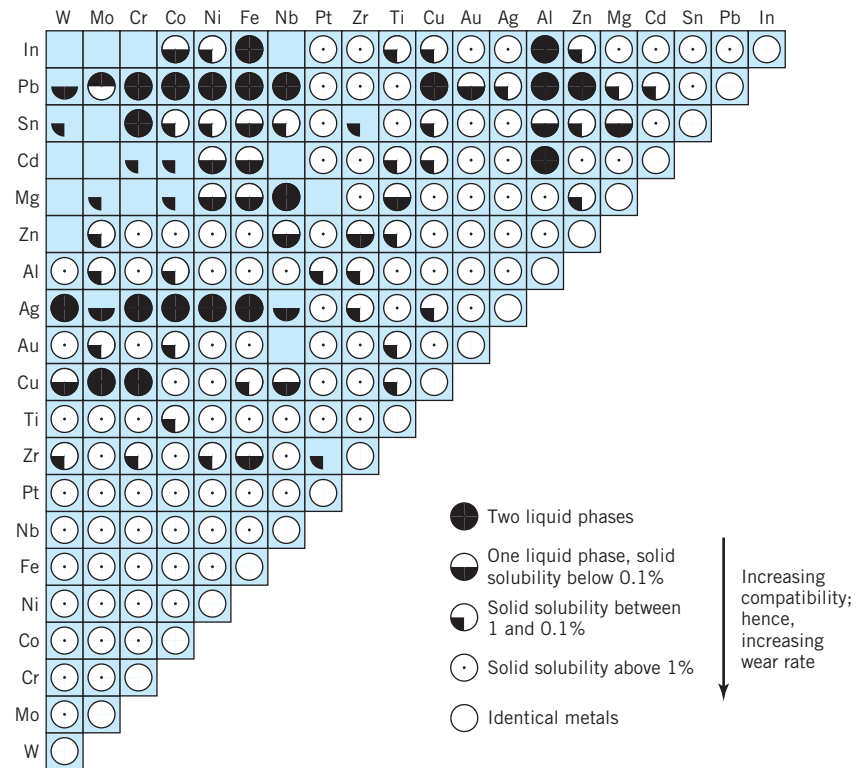 W Mo Cr Co Ni Fe Nb Pt Zr Ti Cu Au Ag Al Zn Mg Cd Sn Pb In
In
Pb
Sn
Cd
Mg
Zn
Al
Ag
Au
Cu
Ti
Zr
Pt
Nb
Fe
Ni
Co
Cr
Mo
W
Two liquid phases
One liquid phase, solid
solubility below 0.1%
Solid solubility between
1 and 0.1%
Solid solubility above 1%
Identical metals
Increasing
compatibility;
hence,
increasing
wear rate